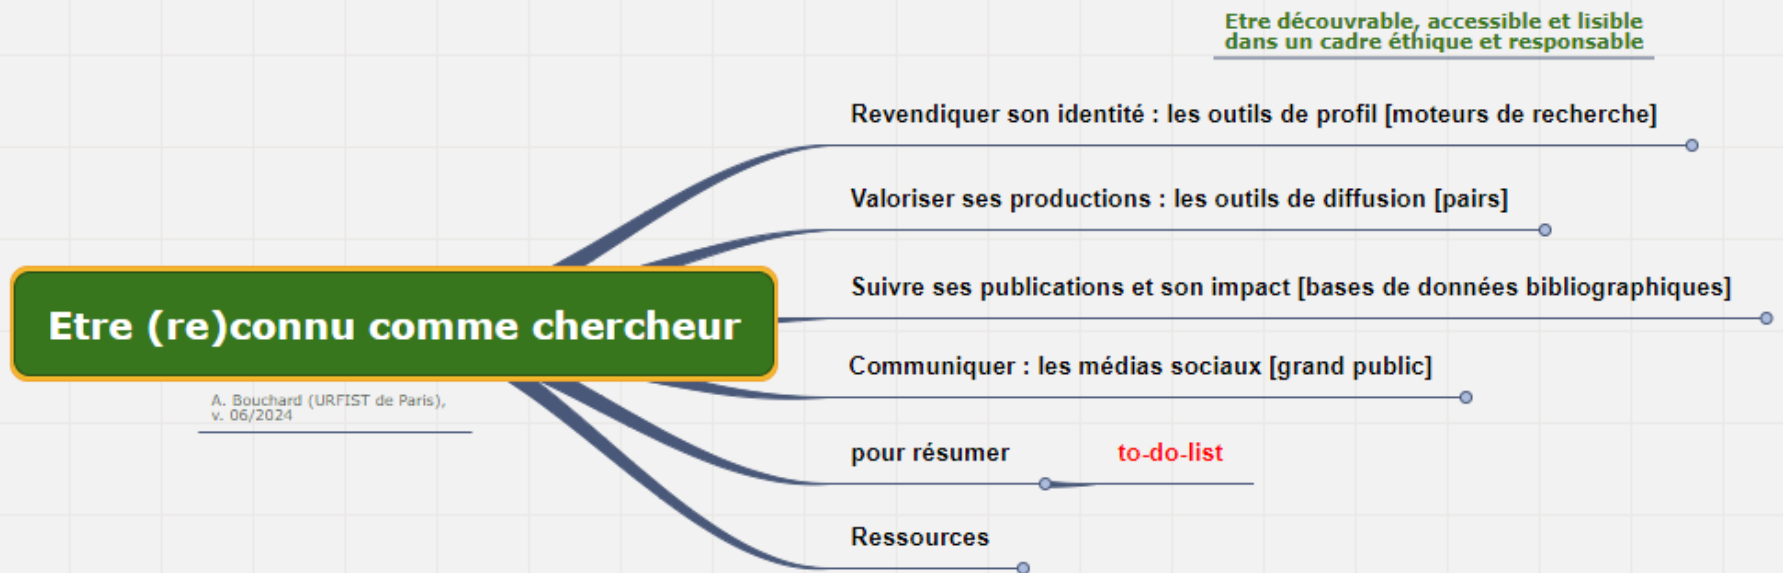 Etre découvrable, accessible et lisible
dans un cadre éthique et responsable
Revendiquer son identité : les outils de profil [moteurs de recherche]
Valoriser ses productions : les outils de diffusion [pairs]
Suivre ses publications et son impact [bases de données bibliographiques]
Etre (re)connu comme chercheur
Communiquer : les médias sociaux [grand public]
A. Bouchard (URFIST de Paris),
v. 06/2024
pour résumer to-do-list
Ressources